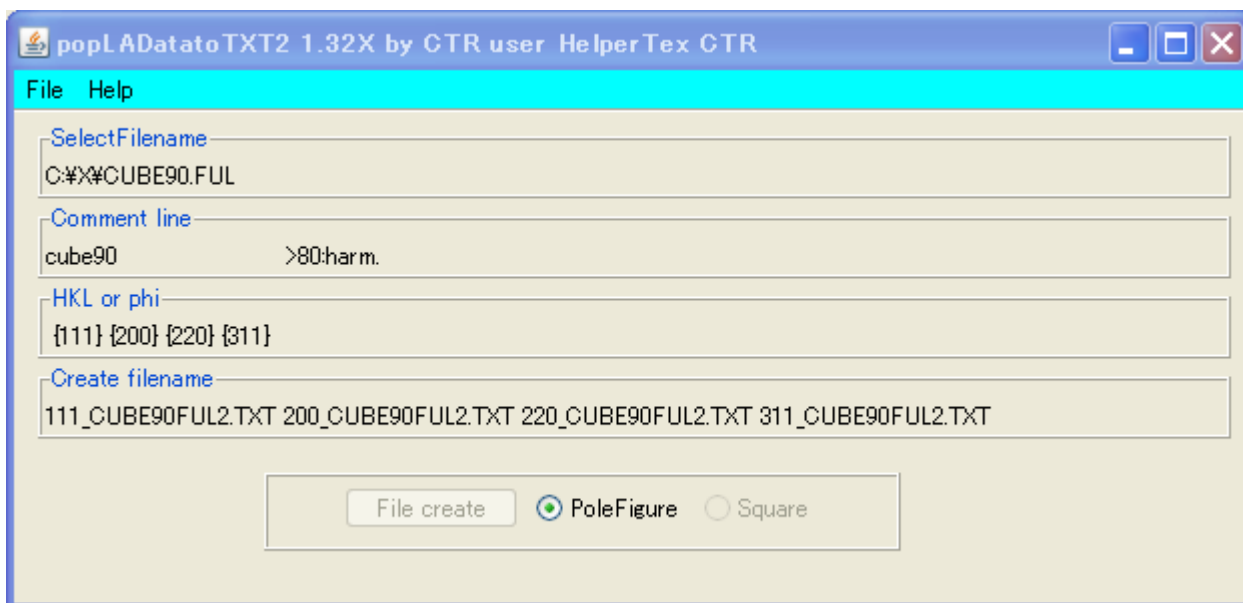 popLADatatoTXT2 1.32X by CTR user HelperTex CTR
File Help
SelectFilename
C:¥X¥CUBE90.FUL
Comment line
cube90 >80:harm.
HKL or phi
{111} {200} {220} {311}
Create filename
111_CUBE90FUL2.TXT 200_CUBE90FUL2.TXT 220_CUBE90FUL2.TXT 311_CUBE90FUL2.TXT
File create PoleFigure Square